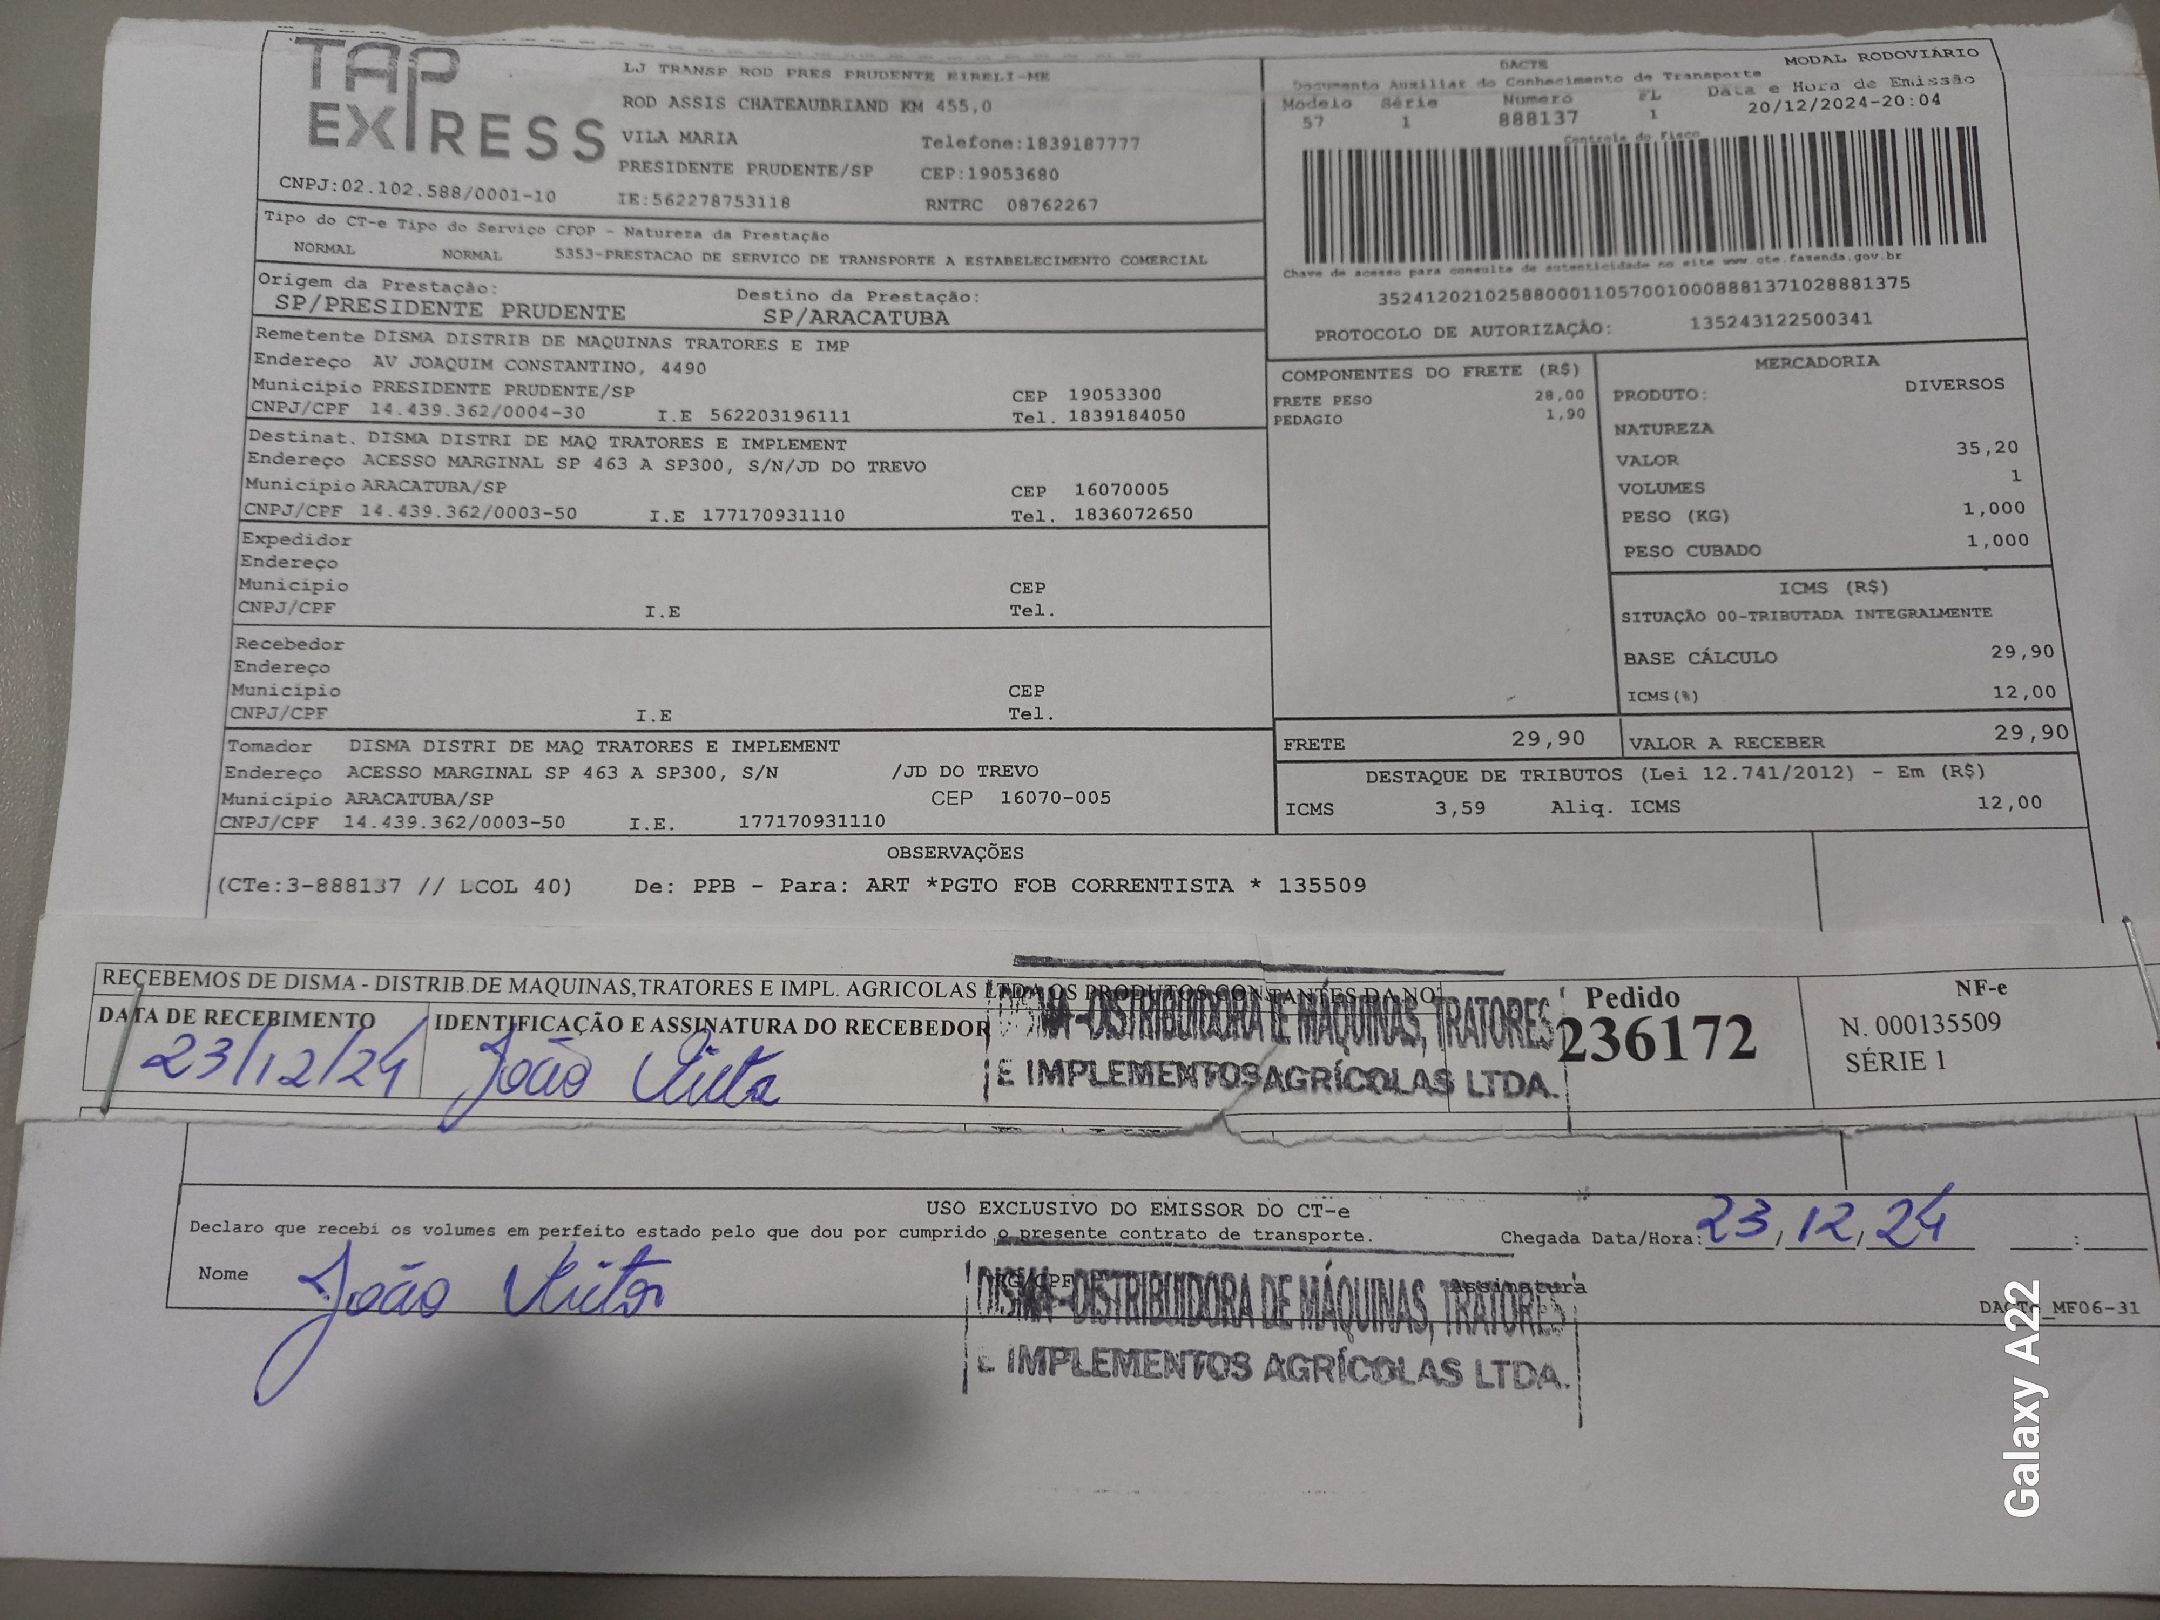 TAP
EXPRESS
CNPJ:02.102.588/0001-10
LJ TRANSP ROD PRES PRUDENTE EIRELI-ME
ROD ASSIS CHATEAUBRIAND KM 455,0
VILA MARIA Telefone:1839187777
PRESIDENTE PRUDENTE/SP CEP:19053680
IE:562278753118 RNTRC 08762267
DACTE MODAL RODOVIÁRIO
Documento Auxiliar do Conhecimento de Transporte Data e Hora de Emissão
Modelo Série Numero FL 20/12/2024-20:04
57 1 888137 1
Controle do Fisco
Chave de acesso para consulta de autenticidade no site www.cte.fazenda.gov.br
35241202102588000110570010008881371028881375
PROTOCOLO DE AUTORIZAÇÃO: 135243122500341
Tipo do CT-e Tipo do Serviço CFOP - Natureza da Prestação
NORMAL NORMAL 5353-PRESTACAO DE SERVICO DE TRANSPORTE A ESTABELECIMENTO COMERCIAL
Origem da Prestação: Destino da Prestação:
SP/PRESIDENTE PRUDENTE SP/ARACATUBA
Remetente DISMA DISTRIB DE MAQUINAS TRATORES E IMP
Endereço AV JOAQUIM CONSTANTINO, 4490
Município PRESIDENTE PRUDENTE/SP CEP 19053300
CNPJ/CPF 14.439.362/0004-30 I.E 562203196111 Tel. 1839184050
Destinat. DISMA DISTRI DE MAQ TRATORES E IMPLEMENT
Endereço ACESSO MARGINAL SP 463 A SP300, S/N/JD DO TREVO
Município ARACATUBA/SP CEP 16070005
CNPJ/CPF 14.439.362/0003-50 I.E 177170931110 Tel. 1836072650
Expedidor
Endereço
Município CEP
CNPJ/CPF I.E Tel.
Recebedor
Endereço
Município CEP
CNPJ/CPF I.E Tel.
Tomador DISMA DISTRI DE MAQ TRATORES E IMPLEMENT
Endereço ACESSO MARGINAL SP 463 A SP300, S/N /JD DO TREVO
Município ARACATUBA/SP CEP 16070-005
CNPJ/CPF 14.439.362/0003-50 I.E. 177170931110
COMPONENTES DO FRETE (R$)
FRETE PESO 28,00
PEDAGIO 1,90
MERCADORIA
PRODUTO: DIVERSOS
NATUREZA
VALOR 35,20
VOLUMES 1
PESO (KG) 1,000
PESO CUBADO 1,000
ICMS (R$)
SITUAÇÃO 00-TRIBUTADA INTEGRALMENTE
BASE CÁLCULO 29,90
ICMS(%) 12,00
FRETE 29,90 VALOR A RECEBER 29,90
DESTAQUE DE TRIBUTOS (Lei 12.741/2012) - Em (R$)
ICMS 3,59 Aliq. ICMS 12,00
OBSERVAÇÕES
(CTe:3-888137 // LCOL 40) De: PPB - Para: ART *PGTO FOB CORRENTISTA * 135509
RECEBEMOS DE DISMA - DISTRIB.DE MAQUINAS,TRATORES E IMPL. AGRICOLAS LTDA OS PRODUTOS CONSTANTES DA NO
DATA DE RECEBIMENTO IDENTIFICAÇÃO E ASSINATURA DO RECEBEDOR
23/12/24 João Victor
DISMA - DISTRIBUIDORA DE MÁQUINAS, TRATORES
E IMPLEMENTOS AGRÍCOLAS LTDA.
Pedido
236172
NF-e
N. 000135509
SÉRIE 1
USO EXCLUSIVO DO EMISSOR DO CT-e
Declaro que recebi os volumes em perfeito estado pelo que dou por cumprido o presente contrato de transporte. Chegada Data/Hora: 23/12/24 :
Nome João Victor RG/CPF Assinatura
DISMA - DISTRIBUIDORA DE MÁQUINAS, TRATORES
E IMPLEMENTOS AGRÍCOLAS LTDA.
DACTe_MF06-31
Galaxy A22